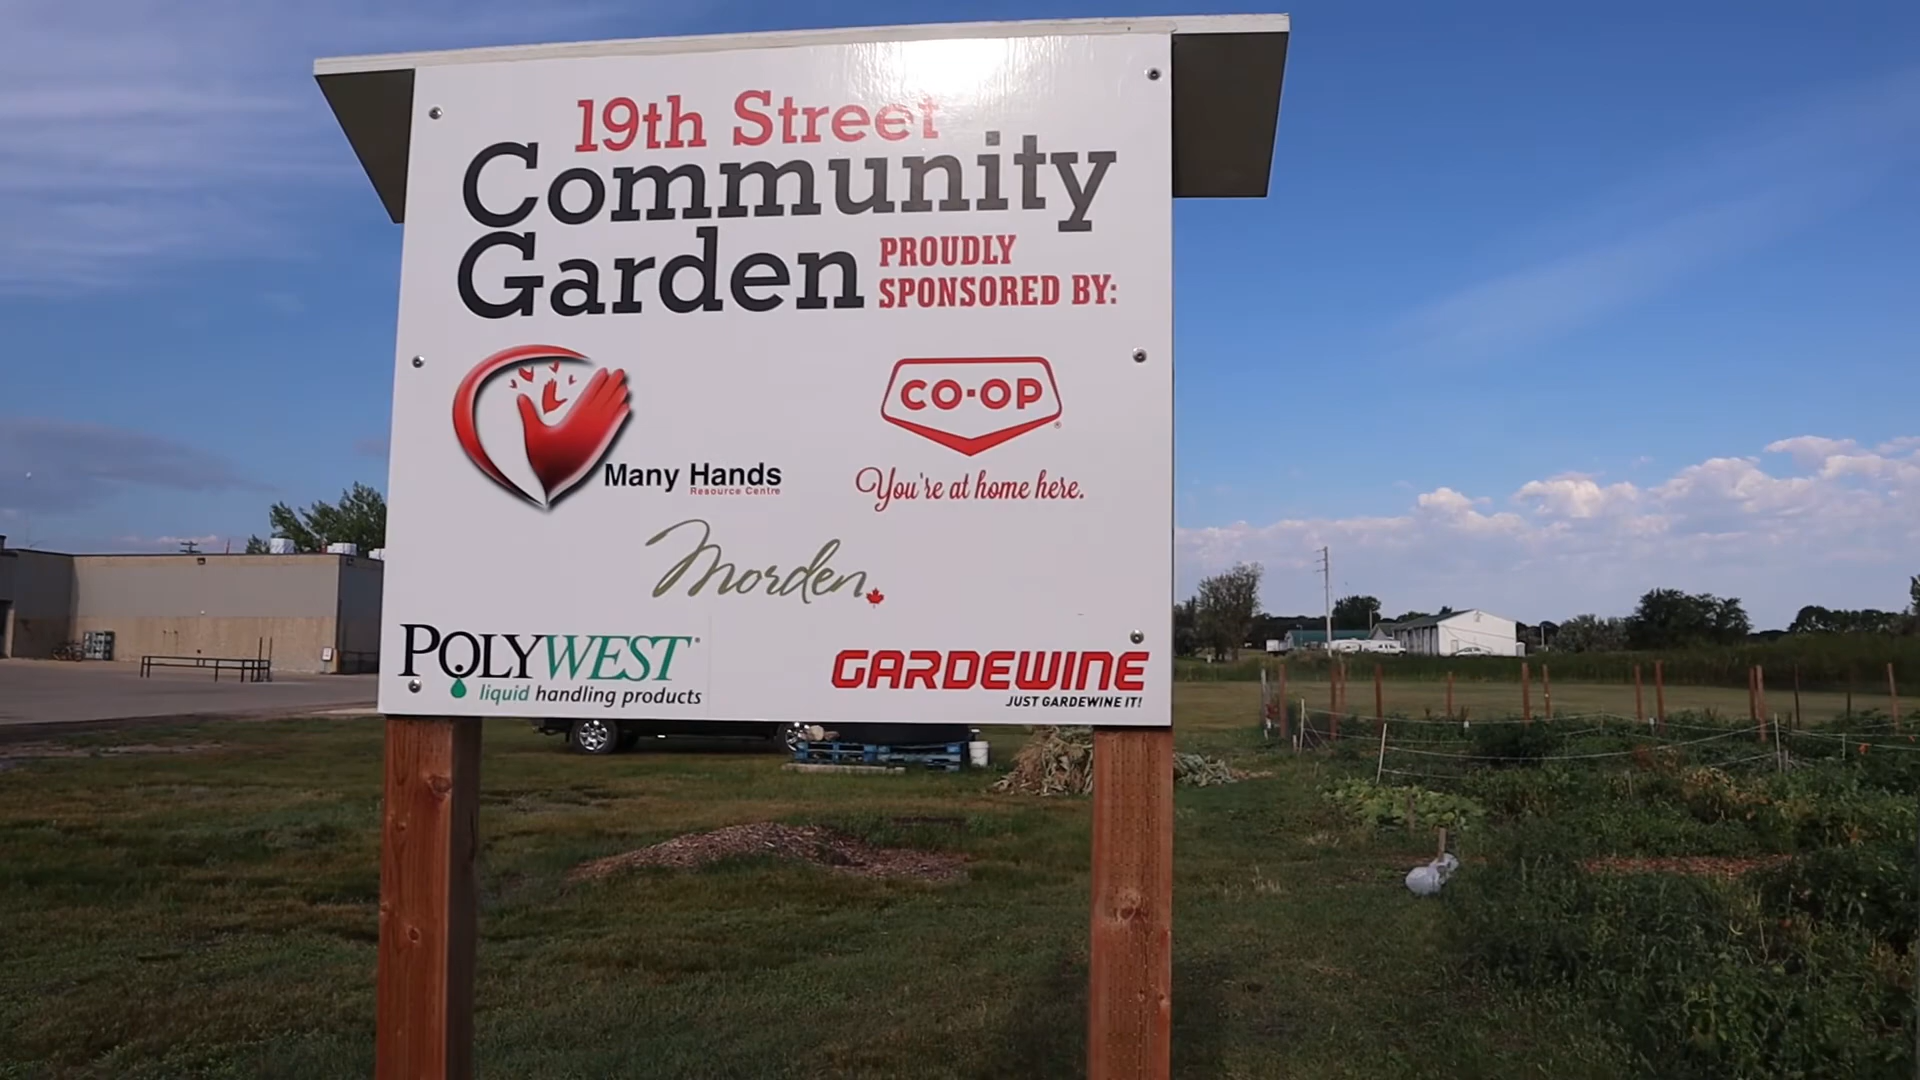 19th Street
Community
Garden
PROUDLY
SPONSORED BY:
Many Hands
Resource Centre
CO-OP
You're at home here.
Morden
POLYWEST
liquid handling products
GARDEWINE
JUST GARDEWINE IT!